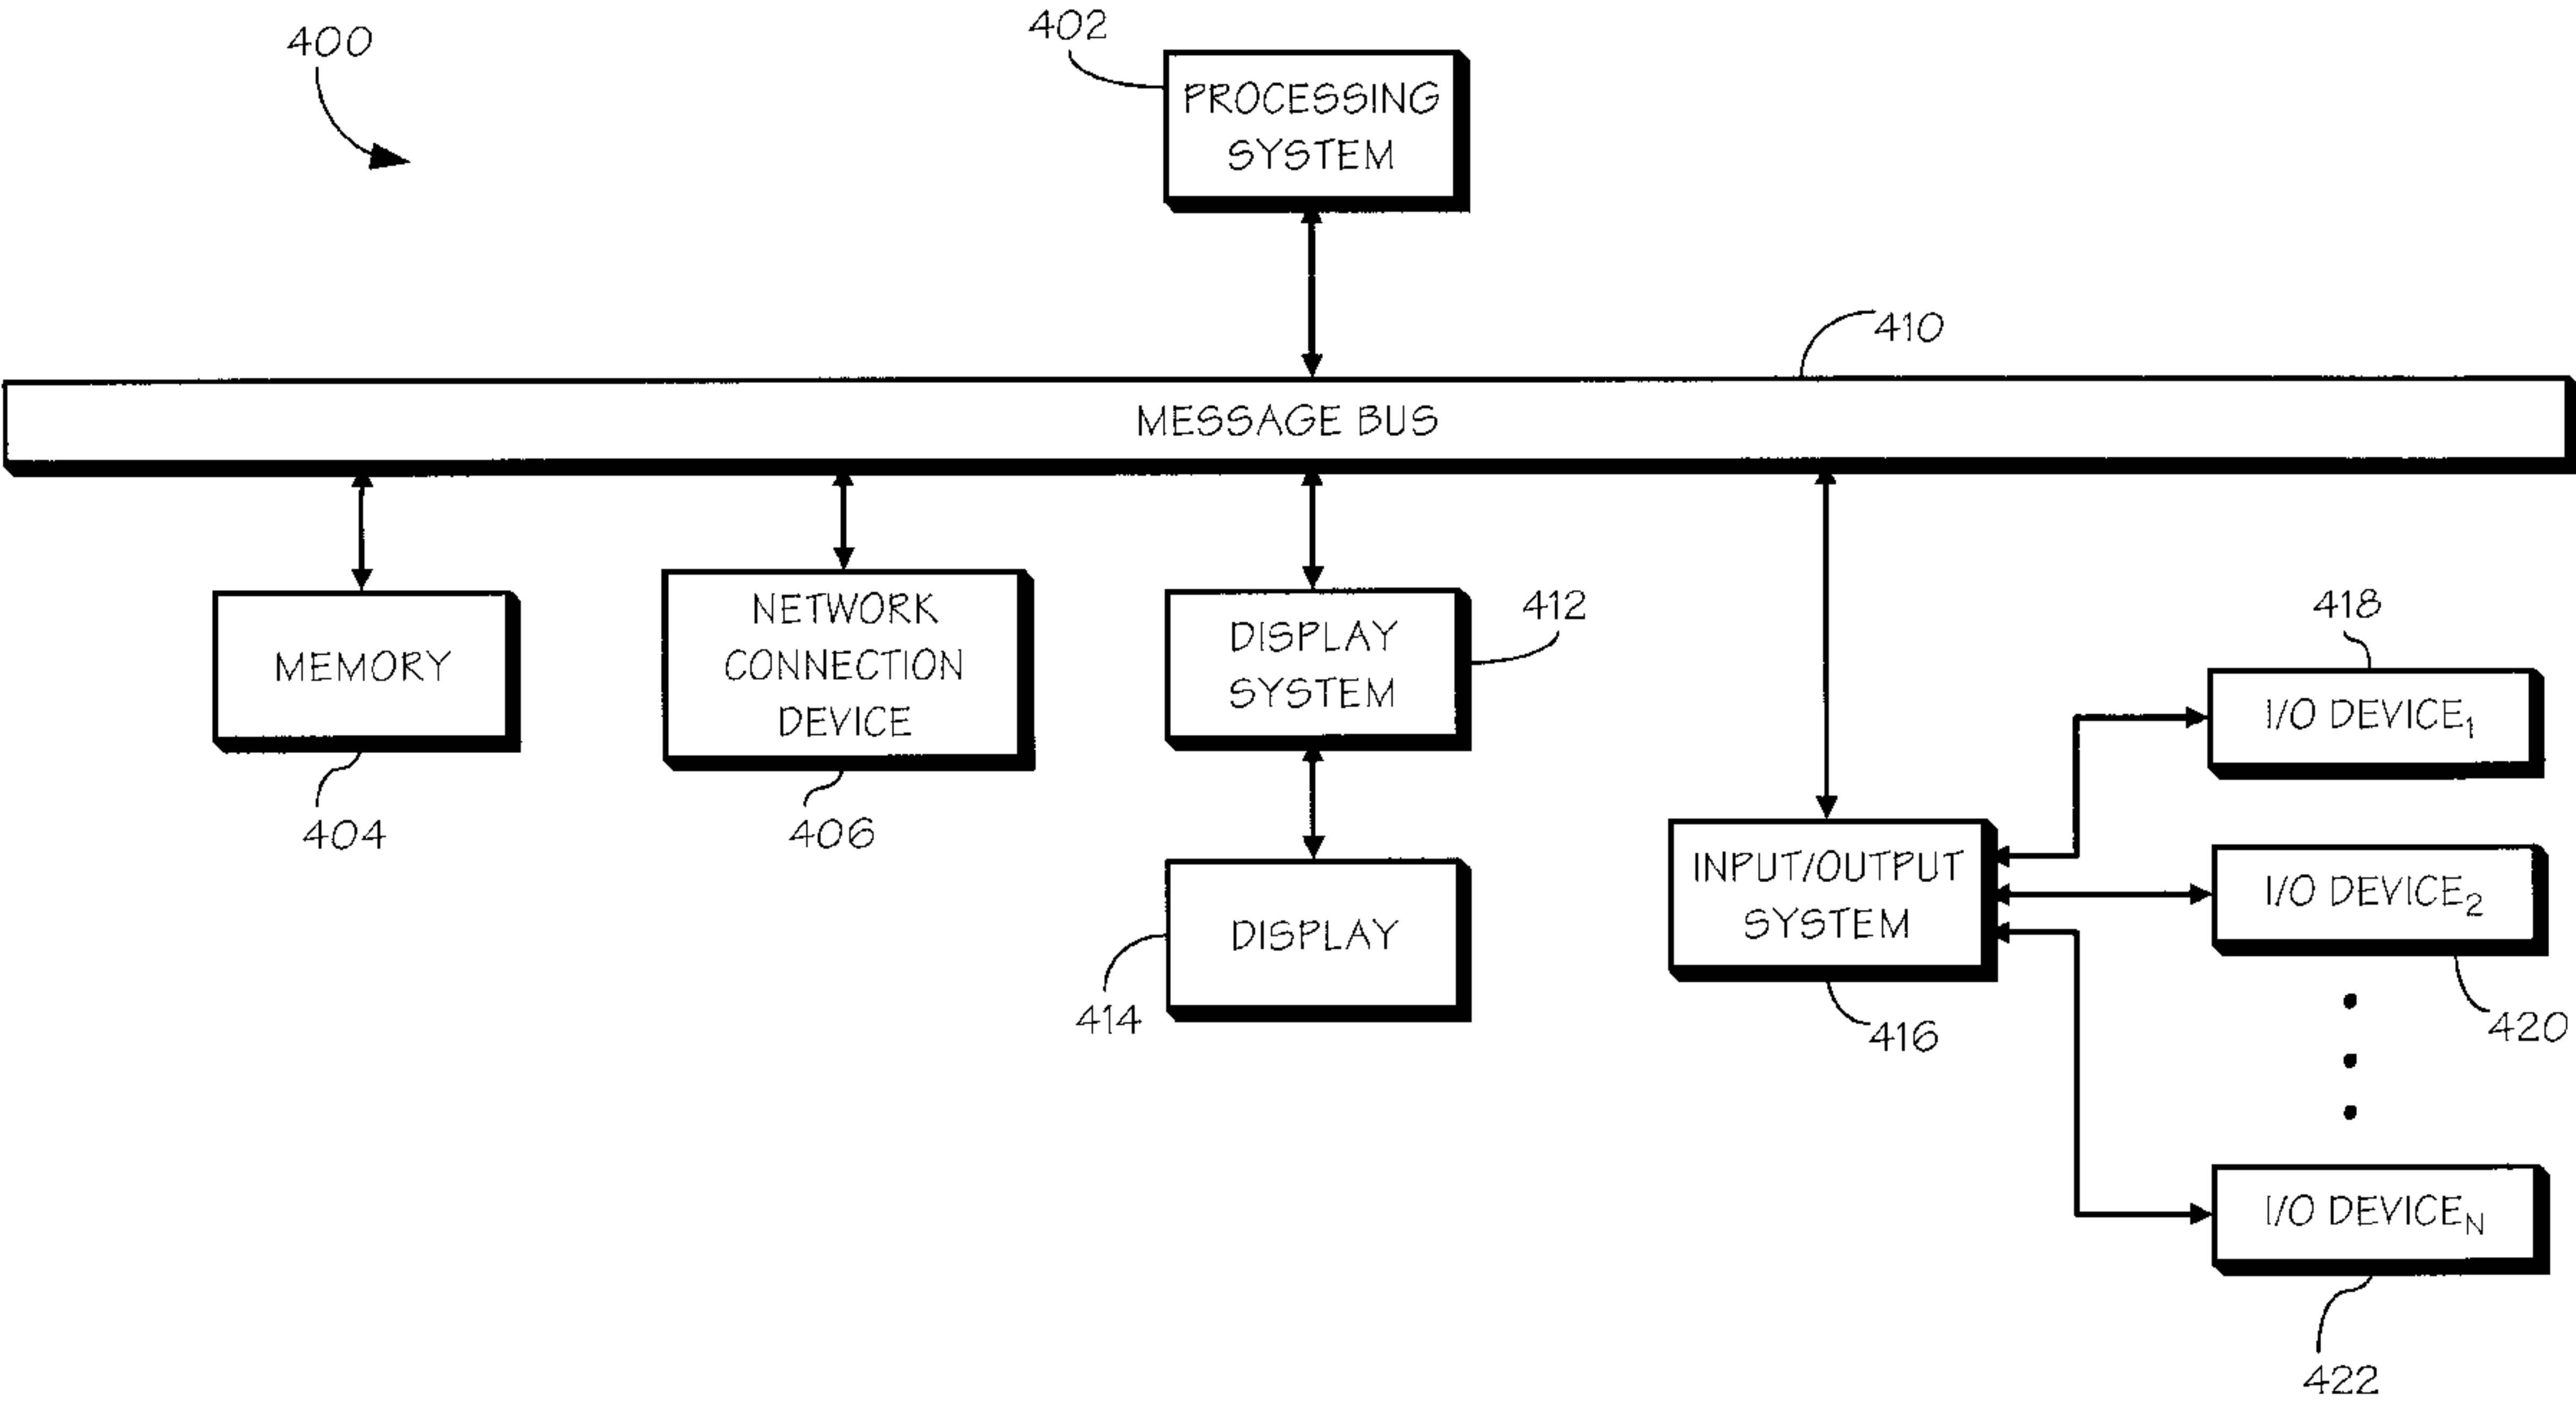 400
402
PROCESSING
SYSTEM
410
MESSAGE BUS
MEMORY
404
NETWORK
CONNECTION
DEVICE
406
DISPLAY
SYSTEM
412
DISPLAY
414
INPUT/OUTPUT
SYSTEM
416
418
I/O DEVICE₁
I/O DEVICE₂
420
I/O DEVICE_N
422